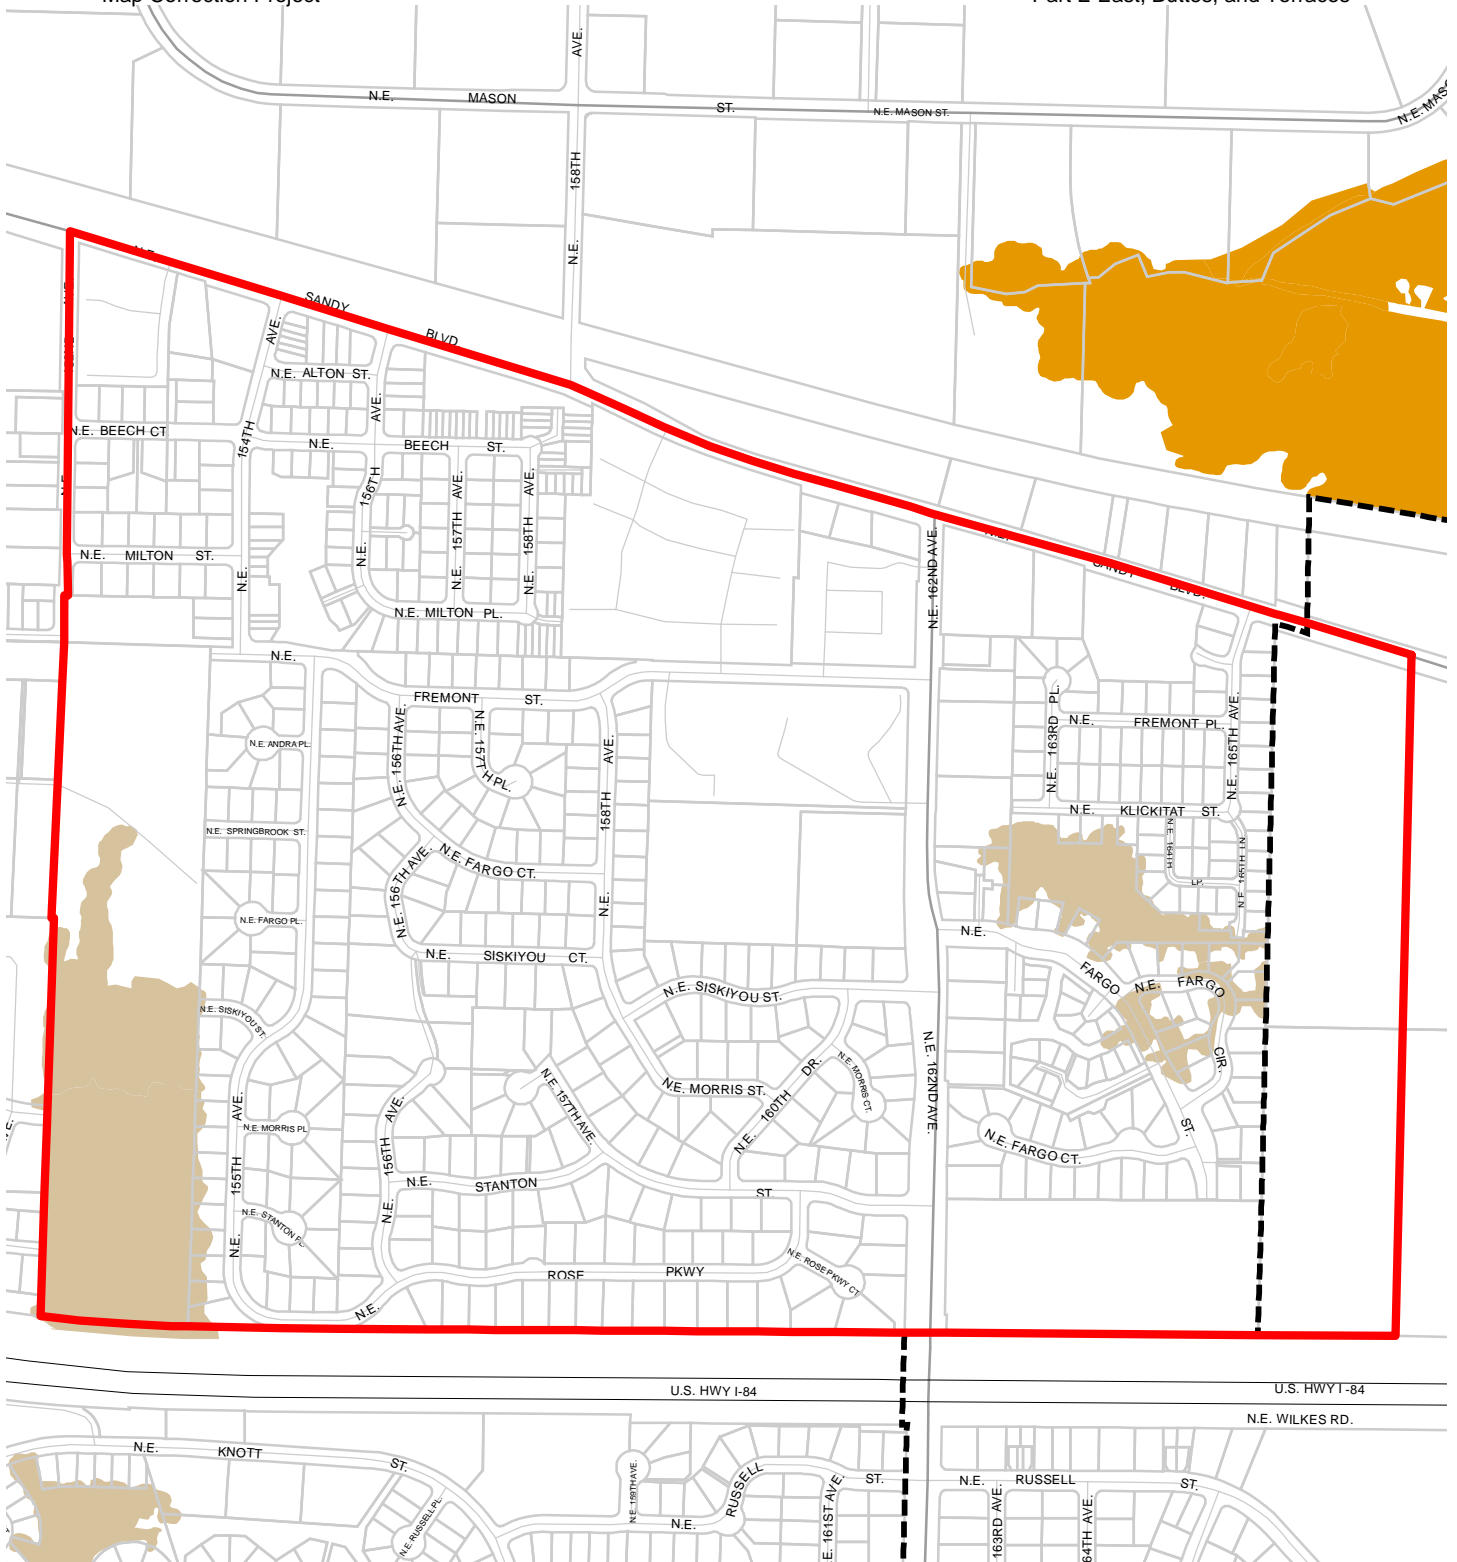 N.E. MASON ST.
N.E. MASON ST.
AVE.
158TH
N.E.
SANDY
BLVD.
AVE.
154TH
N.E.
N.E. ALTON ST.
AVE.
156TH
N.E.
N.E. BEECH CT
N.E. BEECH ST.
157TH AVE.
N.E.
158TH AVE.
N.E.
N.E. MILTON ST.
N.E. MILTON PL.
N.E. 162ND AVE.
N.E. FREMONT ST.
N.E. 156TH AVE.
N.E. 157TH PL.
N.E. ANDRA PL.
158TH AVE.
N.E.
N.E. 163RD PL.
N.E. FREMONT PL.
N.E. 165TH AVE.
N.E. KLICKITAT ST.
N.E. 164TH
LP.
N.E. 165TH LN
N.E. SPRINGBROOK ST.
N.E. FARGO CT.
N.E. 156TH AVE.
N.E. FARGO PL.
N.E. SISKIYOU CT.
N.E. SISKIYOU ST.
N.E. SISKIYOU ST.
N.E. FARGO
ST.
N.E. FARGO
CIR.
N.E. 162ND AVE.
N.E. MORRIS ST.
N.E. 160TH DR.
N.E. MORRIS CT.
N.E. 157TH AVE.
156TH AVE.
N.E.
155TH AVE.
N.E.
N.E. MORRIS PL
N.E. FARGO CT.
N.E. STANTON ST.
N.E. STANTON PL.
N.E. ROSE PKWY
N.E. ROSE PKWY CT
U.S. HWY I-84
U.S. HWY I-84
N.E. WILKES RD.
N.E. KNOTT ST.
N.E. RUSSELL PL.
N.E. 159TH AVE.
N.E. RUSSELL ST.
E. 161ST AVE.
N.E. RUSSELL ST.
163RD AVE.
64TH AVE.